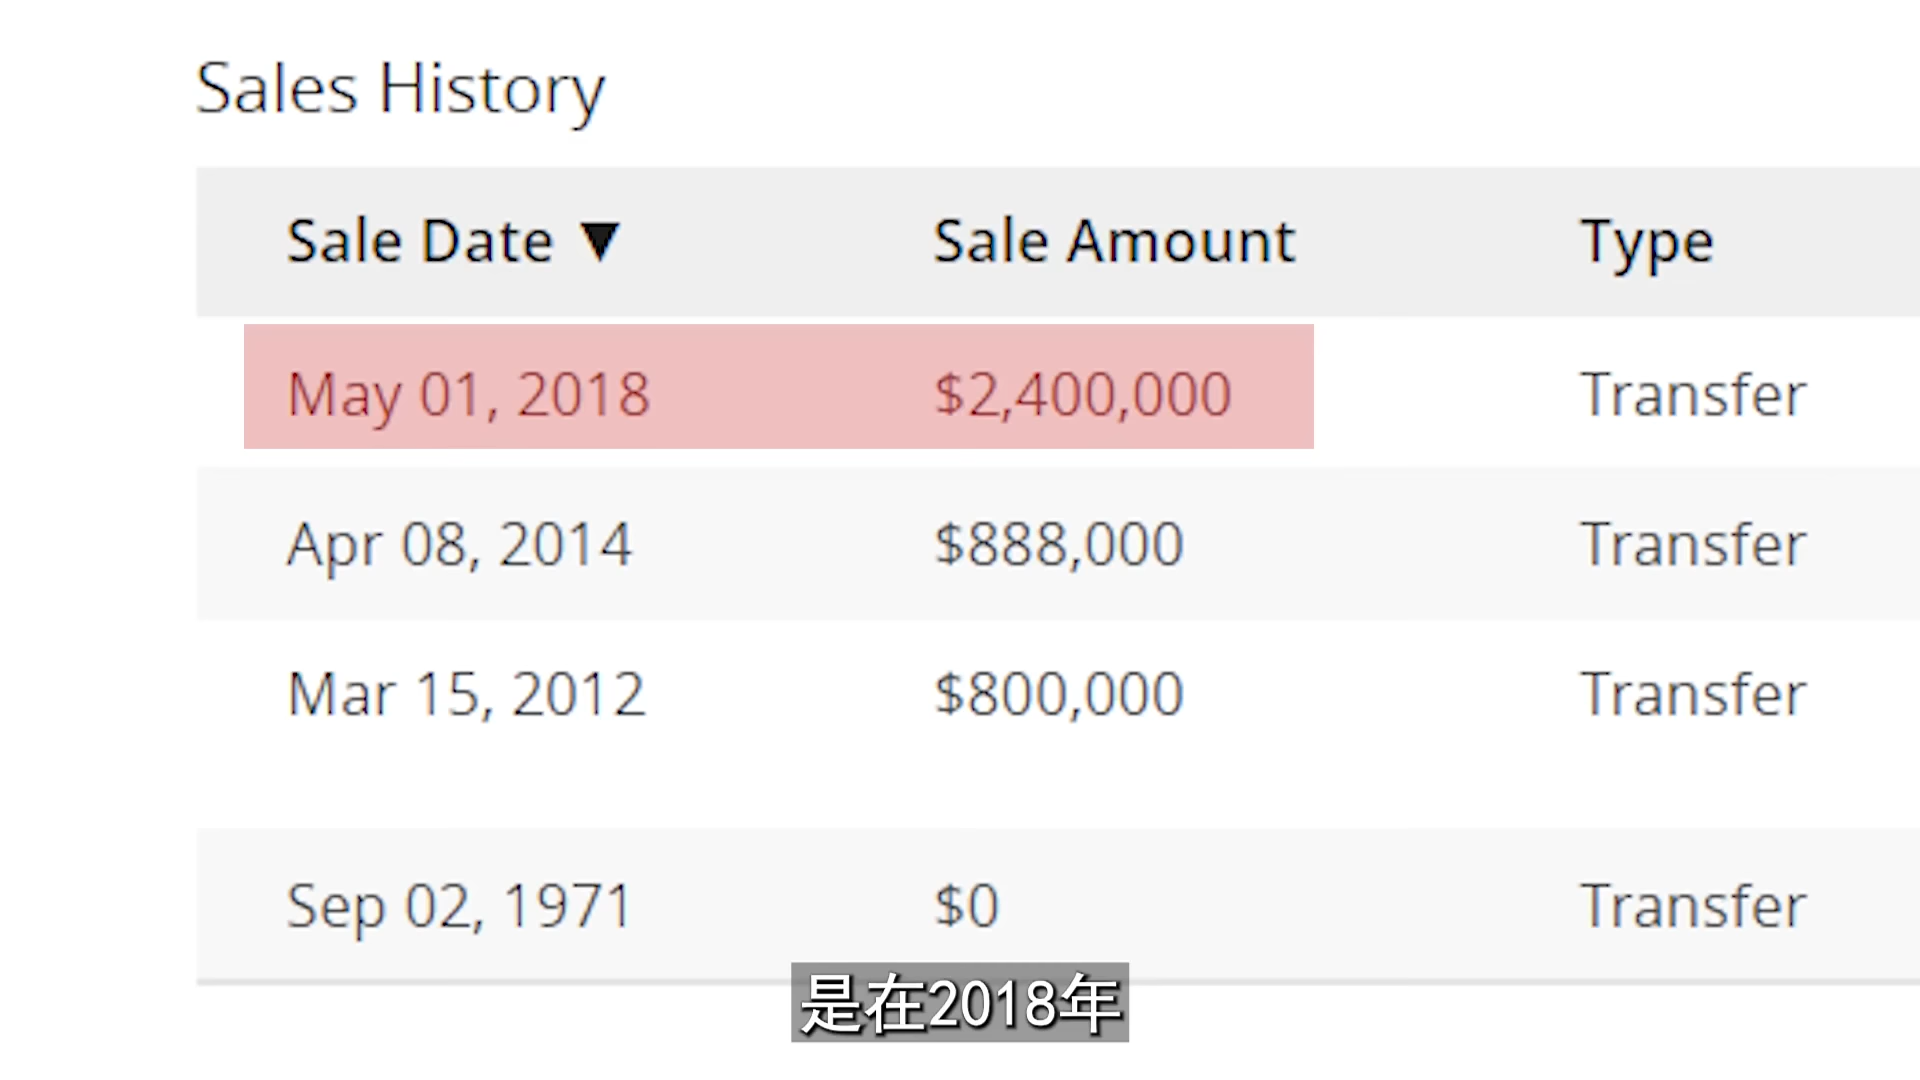 Sales History
Sale Date ▼ Sale Amount Type
May 01, 2018 $2,400,000 Transfer
Apr 08, 2014 $888,000 Transfer
Mar 15, 2012 $800,000 Transfer
Sep 02, 1971 $0 Transfer
是在2018年